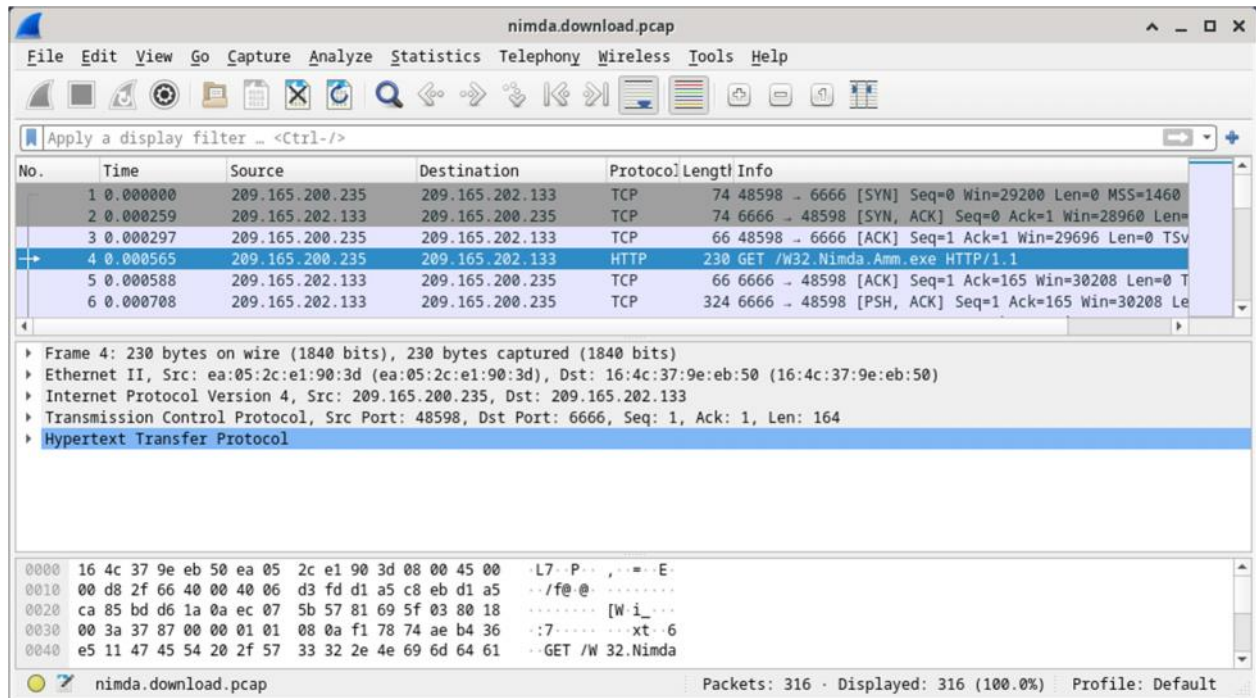 nimda.download.pcap
File Edit View Go Capture Analyze Statistics Telephony Wireless Tools Help
Apply a display filter … <Ctrl-/>
No. Time Source Destination Protocol Length Info
1 0.000000 209.165.200.235 209.165.202.133 TCP 74 48598 → 6666 [SYN] Seq=0 Win=29200 Len=0 MSS=1460
2 0.000259 209.165.202.133 209.165.200.235 TCP 74 6666 → 48598 [SYN, ACK] Seq=0 Ack=1 Win=28960 Len=
3 0.000297 209.165.200.235 209.165.202.133 TCP 66 48598 → 6666 [ACK] Seq=1 Ack=1 Win=29696 Len=0 TSv
4 0.000565 209.165.200.235 209.165.202.133 HTTP 230 GET /W32.Nimda.Amm.exe HTTP/1.1
5 0.000588 209.165.202.133 209.165.200.235 TCP 66 6666 → 48598 [ACK] Seq=1 Ack=165 Win=30208 Len=0 T
6 0.000708 209.165.202.133 209.165.200.235 TCP 324 6666 → 48598 [PSH, ACK] Seq=1 Ack=165 Win=30208 Le
Frame 4: 230 bytes on wire (1840 bits), 230 bytes captured (1840 bits)
Ethernet II, Src: ea:05:2c:e1:90:3d (ea:05:2c:e1:90:3d), Dst: 16:4c:37:9e:eb:50 (16:4c:37:9e:eb:50)
Internet Protocol Version 4, Src: 209.165.200.235, Dst: 209.165.202.133
Transmission Control Protocol, Src Port: 48598, Dst Port: 6666, Seq: 1, Ack: 1, Len: 164
Hypertext Transfer Protocol
0000 16 4c 37 9e eb 50 ea 05 2c e1 90 3d 08 00 45 00 ·L7··P·· ,··=··E·
0010 00 d8 2f 66 40 00 40 06 d3 fd d1 a5 c8 eb d1 a5 ··/f@·@· ········
0020 ca 85 bd d6 1a 0a ec 07 5b 57 81 69 5f 03 80 18 ········ [W·i_···
0030 00 3a 37 87 00 00 01 01 08 0a f1 78 74 ae b4 36 ·:7····· ···xt··6
0040 e5 11 47 45 54 20 2f 57 33 32 2e 4e 69 6d 64 61 ··GET /W 32.Nimda
nimda.download.pcap Packets: 316 · Displayed: 316 (100.0%) Profile: Default